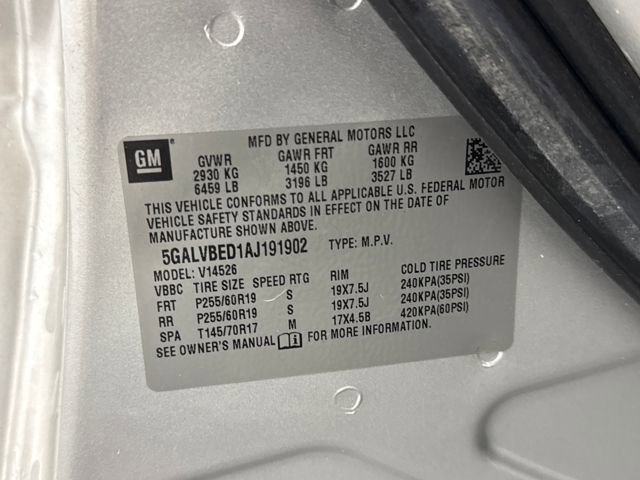 GM
MFD BY GENERAL MOTORS LLC
GVWR GAWR FRT GAWR RR
2930 KG 1450 KG 1600 KG
6459 LB 3196 LB 3527 LB
THIS VEHICLE CONFORMS TO ALL APPLICABLE U.S. FEDERAL MOTOR
VEHICLE SAFETY STANDARDS IN EFFECT ON THE DATE OF
MANUFACTURE SHOWN ABOVE.
5GALVBED1AJ191902 TYPE: M.P.V.
MODEL: V14526
VBBC TIRE SIZE SPEED RTG RIM COLD TIRE PRESSURE
FRT P255/60R19 S 19X7.5J 240KPA(35PSI)
RR P255/60R19 S 19X7.5J 240KPA(35PSI)
SPA T145/70R17 M 17X4.5B 420KPA(60PSI)
SEE OWNER'S MANUAL FOR MORE INFORMATION.